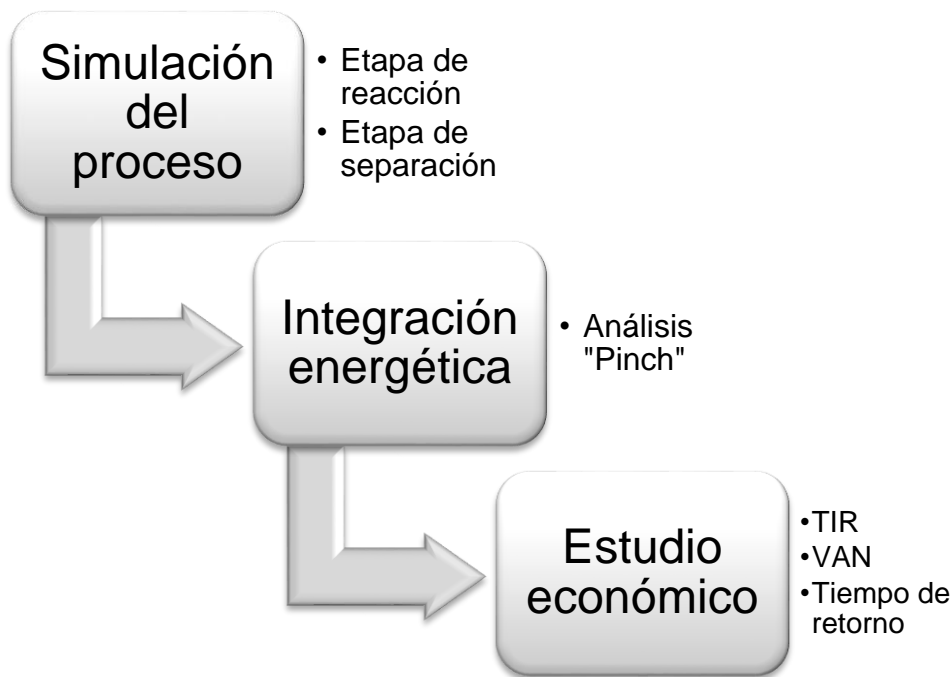 Simulación
del
proceso
• Etapa de
reacción
• Etapa de
separación
Integración
energética
• Análisis
"Pinch"
Estudio
económico
•TIR
•VAN
•Tiempo de
retorno